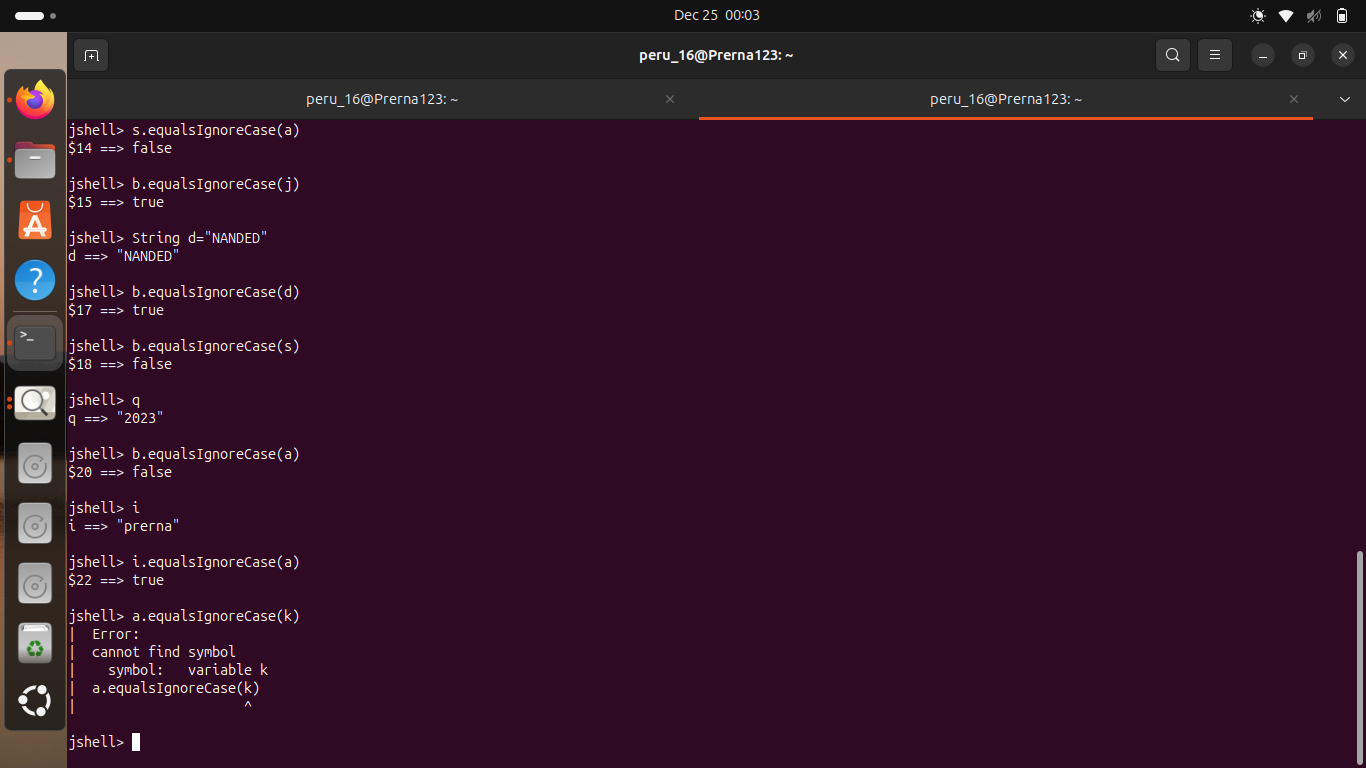 Dec 25 00:03
peru_16@Prerna123: ~
peru_16@Prerna123: ~
peru_16@Prerna123: ~
jshell> s.equalsIgnoreCase(a)
$14 ==> false
jshell> b.equalsIgnoreCase(j)
$15 ==> true
jshell> String d="NANDED"
d ==> "NANDED"
jshell> b.equalsIgnoreCase(d)
$17 ==> true
jshell> b.equalsIgnoreCase(s)
$18 ==> false
jshell> q
q ==> "2023"
jshell> b.equalsIgnoreCase(a)
$20 ==> false
jshell> i
i ==> "prerna"
jshell> i.equalsIgnoreCase(a)
$22 ==> true
jshell> a.equalsIgnoreCase(k)
|  Error:
|  cannot find symbol
|    symbol:   variable k
|  a.equalsIgnoreCase(k)
|                     ^
jshell>